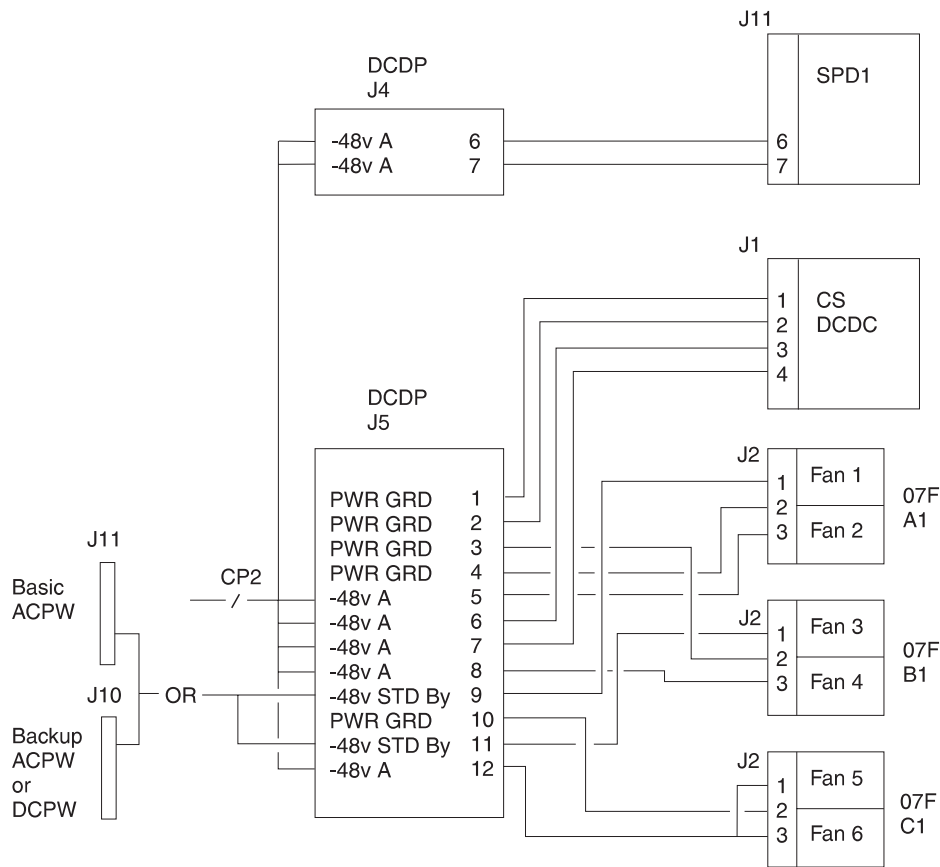 J11
SPD1
6
7
DCDP
J4
-48v A 6
-48v A 7
J1
1 CS
2 DCDC
3
4
DCDP
J5
PWR GRD 1
PWR GRD 2
PWR GRD 3
PWR GRD 4
-48v A 5
-48v A 6
-48v A 7
-48v A 8
-48v STD By 9
PWR GRD 10
-48v STD By 11
-48v A 12
J2
1 Fan 1
2
3 Fan 2
07F
A1
J2
1 Fan 3
2
3 Fan 4
07F
B1
J2
1 Fan 5
2
3 Fan 6
07F
C1
CP2
J11
Basic
ACPW
J10
OR
Backup
ACPW
or
DCPW